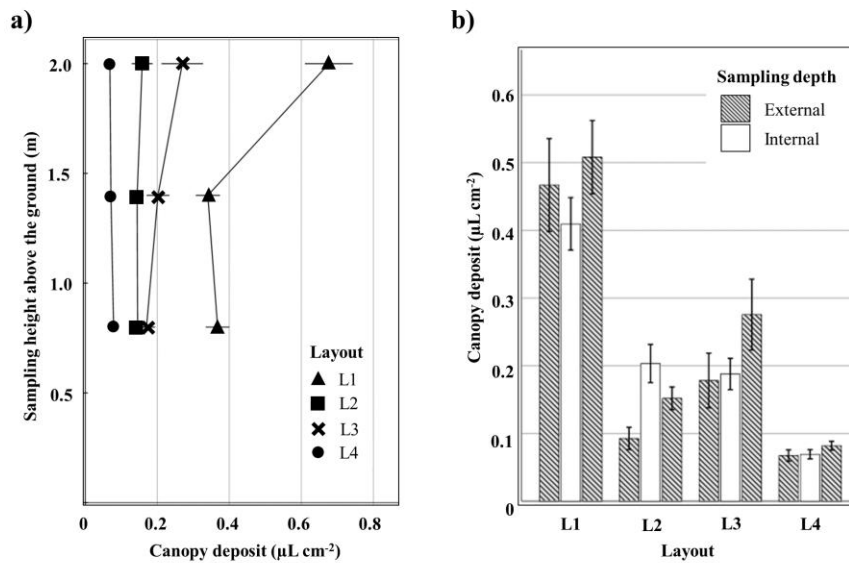 a)
Sampling height above the ground (m)
2.0
1.5
1.0
0.5
0 0.2 0.4 0.6 0.8
Canopy deposit (µL cm-2)
Layout
L1
L2
L3
L4
b)
Canopy deposit (µL cm-2)
0.6
0.5
0.4
0.3
0.2
0.1
0
Sampling depth
External
Internal
L1 L2 L3 L4
Layout